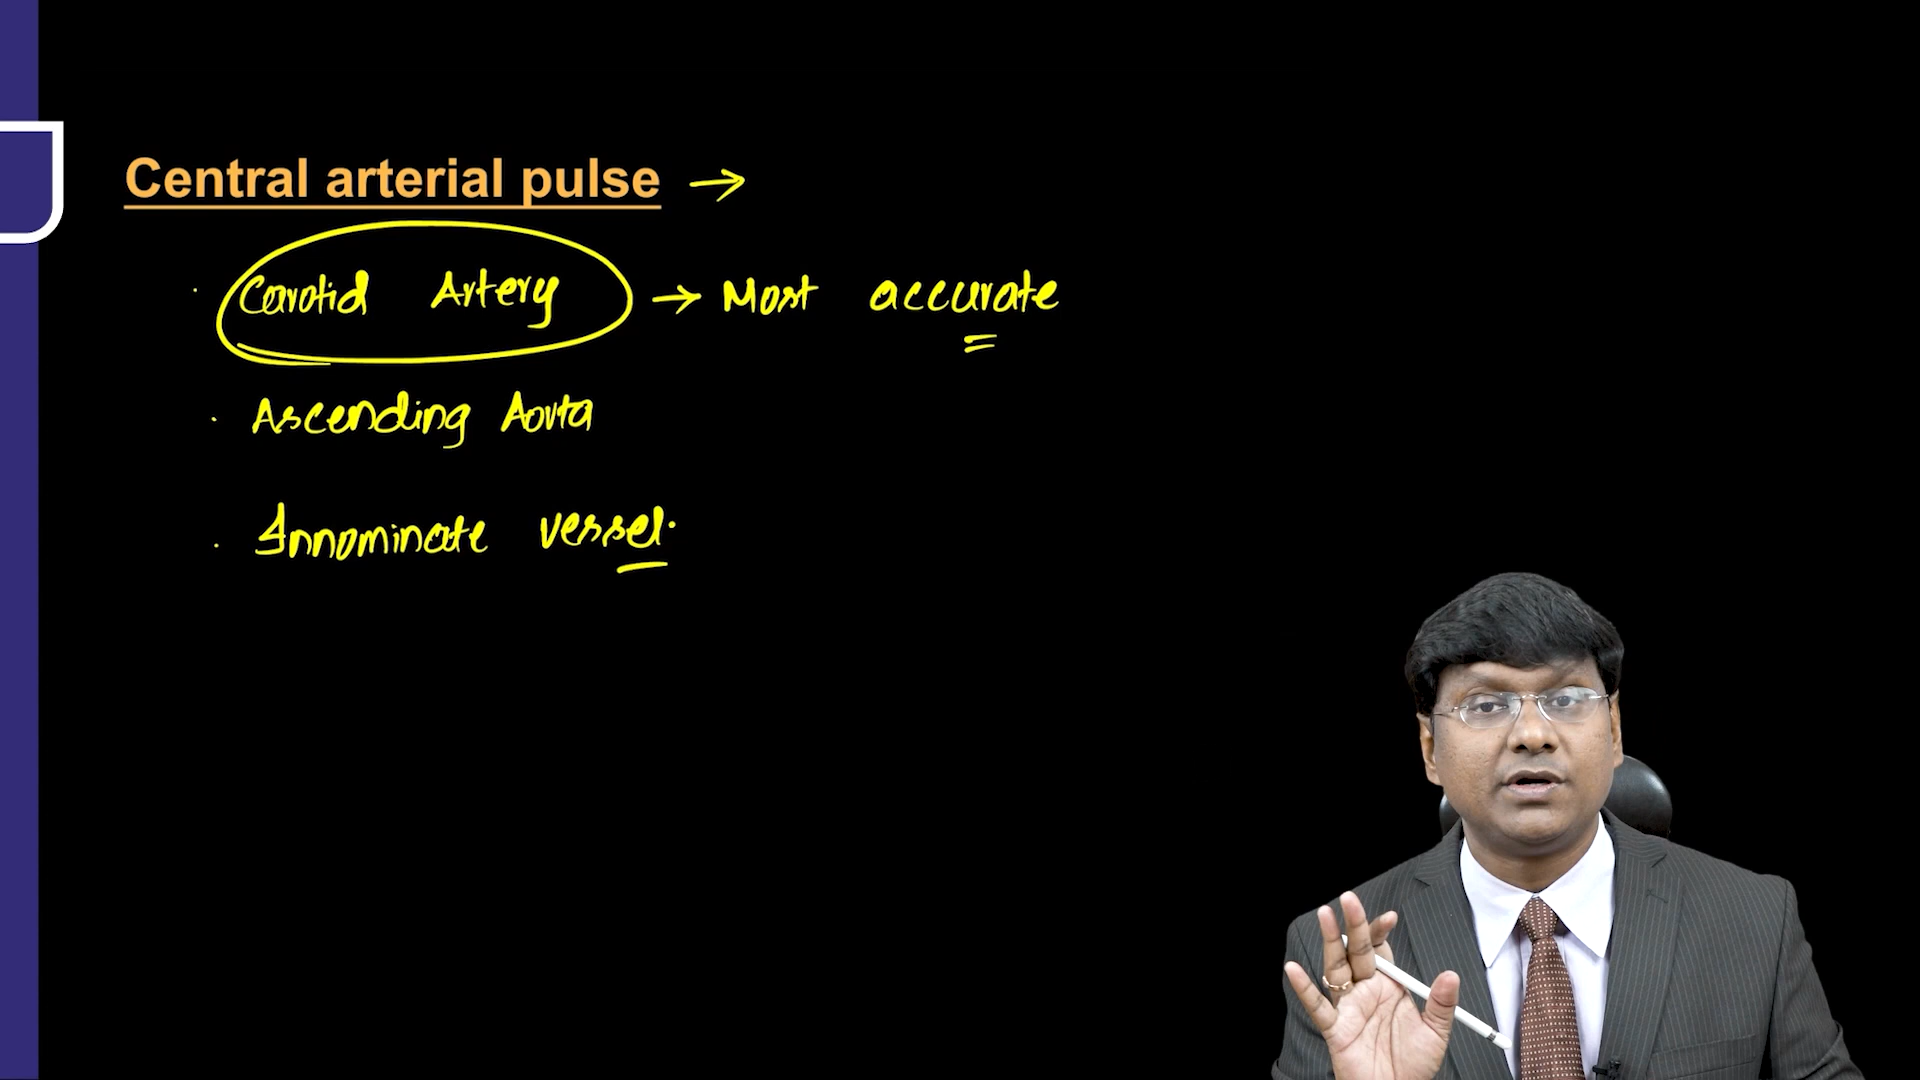 Central arterial pulse →
· Carotid Artery → Most accurate
· Ascending Aorta
· Innominate vessel.